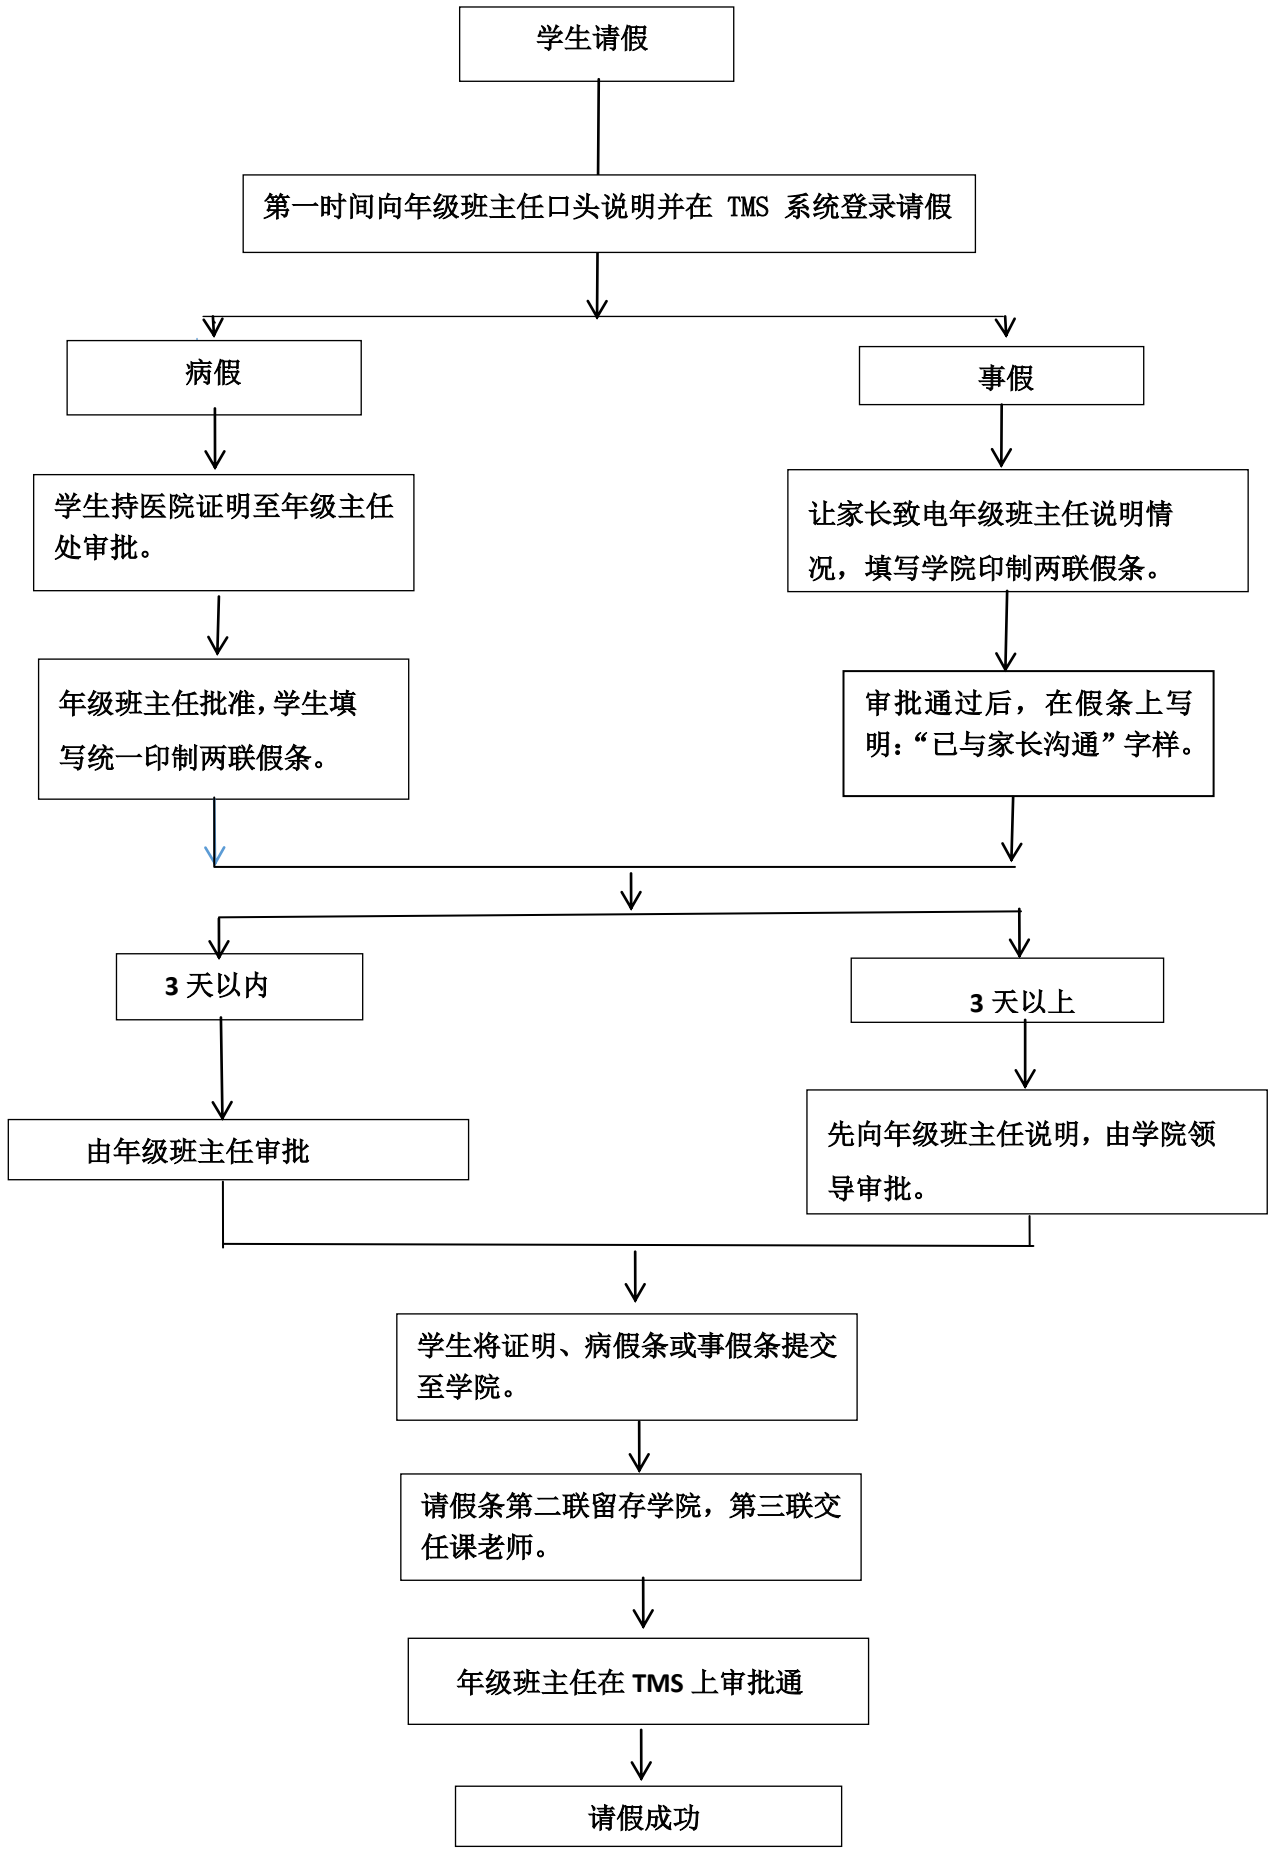 学生请假
第一时间向年级班主任口头说明并在 TMS 系统登录请假
病假
事假
学生持医院证明至年级主任
处审批。
让家长致电年级班主任说明情
况，填写学院印制两联假条。
年级班主任批准，学生填
写统一印制两联假条。
审批通过后，在假条上写
明：“已与家长沟通”字样。
3 天以内
3 天以上
由年级班主任审批
先向年级班主任说明，由学院领
导审批。
学生将证明、病假条或事假条提交
至学院。
请假条第二联留存学院，第三联交
任课老师。
年级班主任在 TMS 上审批通
请假成功